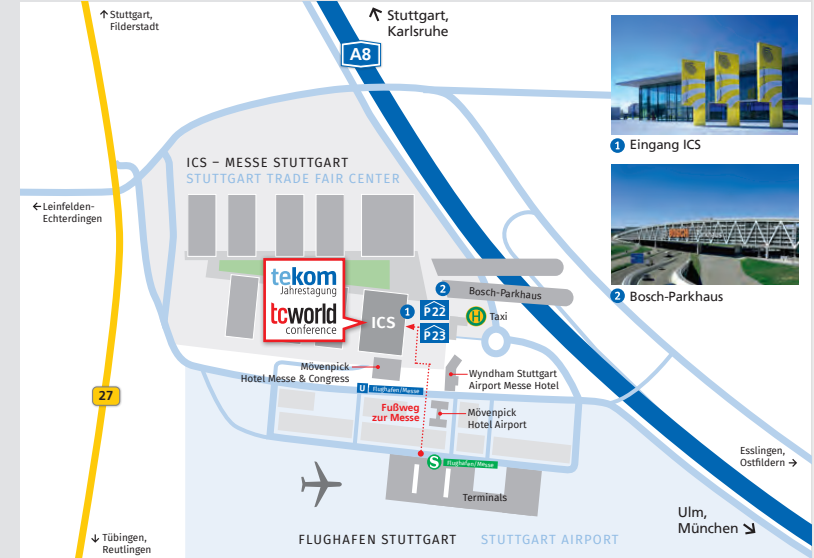 ↑ Stuttgart,
Filderstadt
↖ Stuttgart,
Karlsruhe
A8
1 Eingang ICS
ICS – MESSE STUTTGART
STUTTGART TRADE FAIR CENTER
← Leinfelden-
Echterdingen
tekom
Jahrestagung
tcworld
conference
ICS
1
2
Bosch-Parkhaus
P22
P23
H Taxi
BOSCH
2 Bosch-Parkhaus
Mövenpick
Hotel Messe & Congress
Wyndham Stuttgart
Airport Messe Hotel
U Flughafen/Messe
27
Fußweg
zur Messe
Mövenpick
Hotel Airport
S Flughafen/Messe
Terminals
Esslingen,
Ostfildern →
Ulm,
München ↘
↓ Tübingen,
Reutlingen
FLUGHAFEN STUTTGART STUTTGART AIRPORT